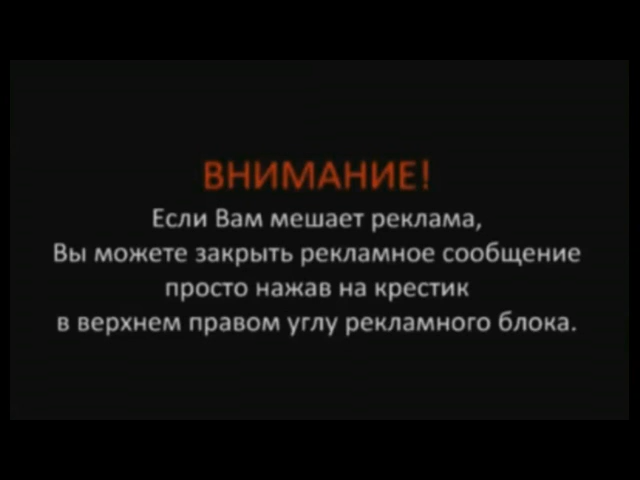 ВНИМАНИЕ!
Если Вам мешает реклама,
Вы можете закрыть рекламное сообщение
просто нажав на крестик
в верхнем правом углу рекламного блока.